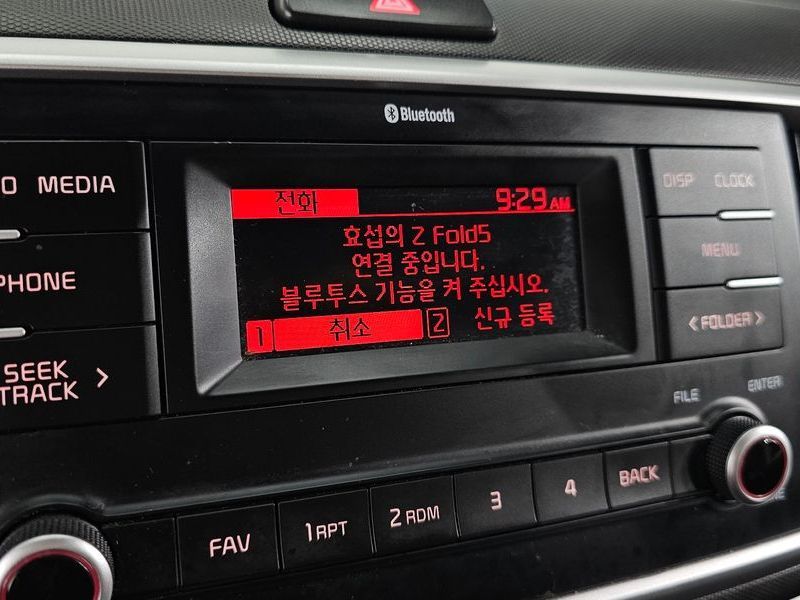 Bluetooth
MEDIA
DISP CLOCK
전화 9:29 AM
효섭의 Z Fold5
연결 중입니다.
블루투스 기능을 켜 주십시오.
1 취소 2 신규 등록
PHONE
MENU
SEEK
TRACK >
< FOLDER >
FILE
ENTER
FAV 1 RPT 2 RDM 3 4 BACK